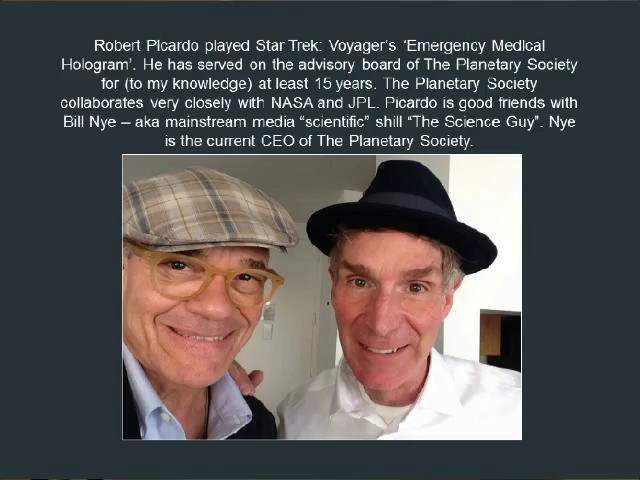 Robert Picardo played Star Trek: Voyager's 'Emergency Medical
Hologram'. He has served on the advisory board of The Planetary Society
for (to my knowledge) at least 15 years. The Planetary Society
collaborates very closely with NASA and JPL. Picardo is good friends with
Bill Nye – aka mainstream media "scientific" shill "The Science Guy". Nye
is the current CEO of The Planetary Society.